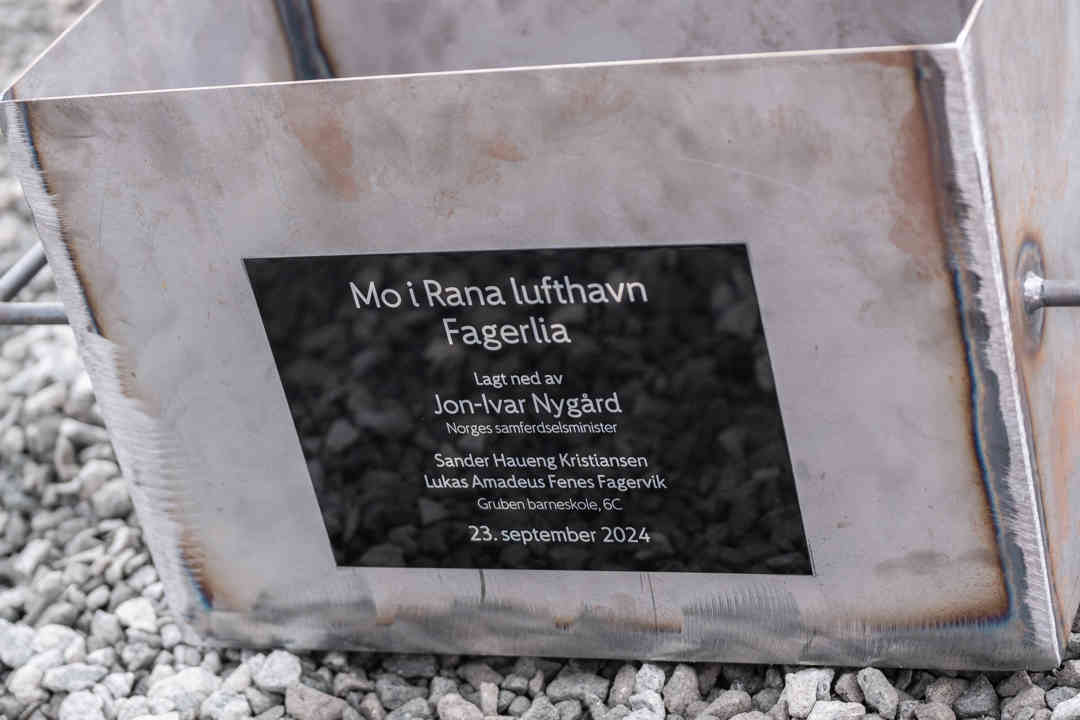 Mo i Rana lufthavn
Fagerlia
Lagt ned av
Jon-Ivar Nygård
Norges samferdselsminister
Sander Haueng Kristiansen
Lukas Amadeus Fenes Fagervik
Gruben barneskole, 6C
23. september 2024